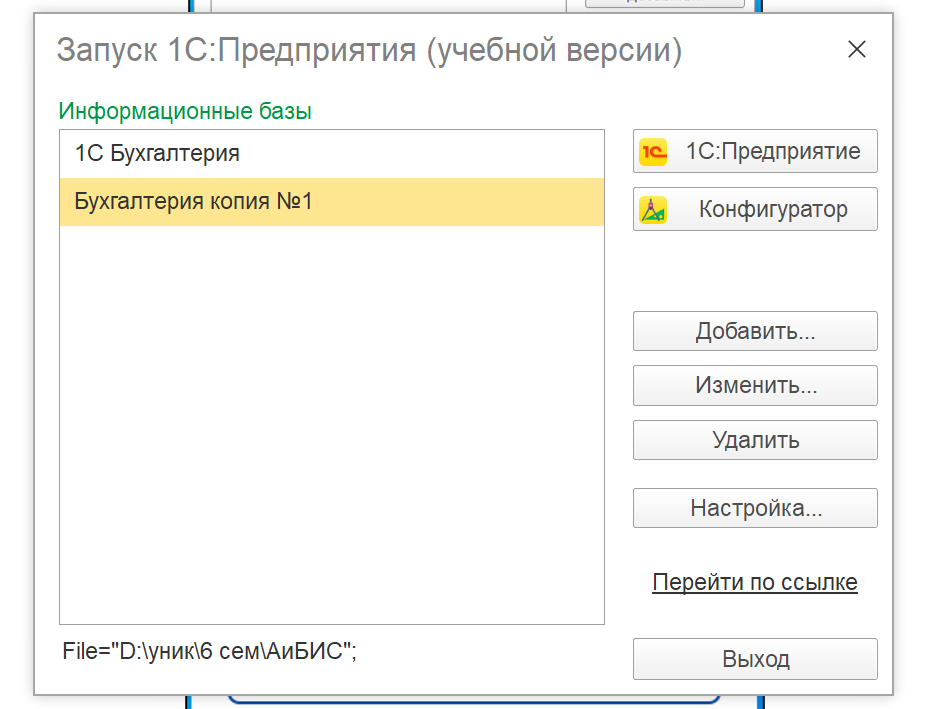 Запуск 1С:Предприятия (учебной версии)
Информационные базы
1С Бухгалтерия
Бухгалтерия копия №1
File="D:\уник\6 сем\АиБИС";
1С:Предприятие
Конфигуратор
Добавить...
Изменить...
Удалить
Настройка...
Перейти по ссылке
Выход